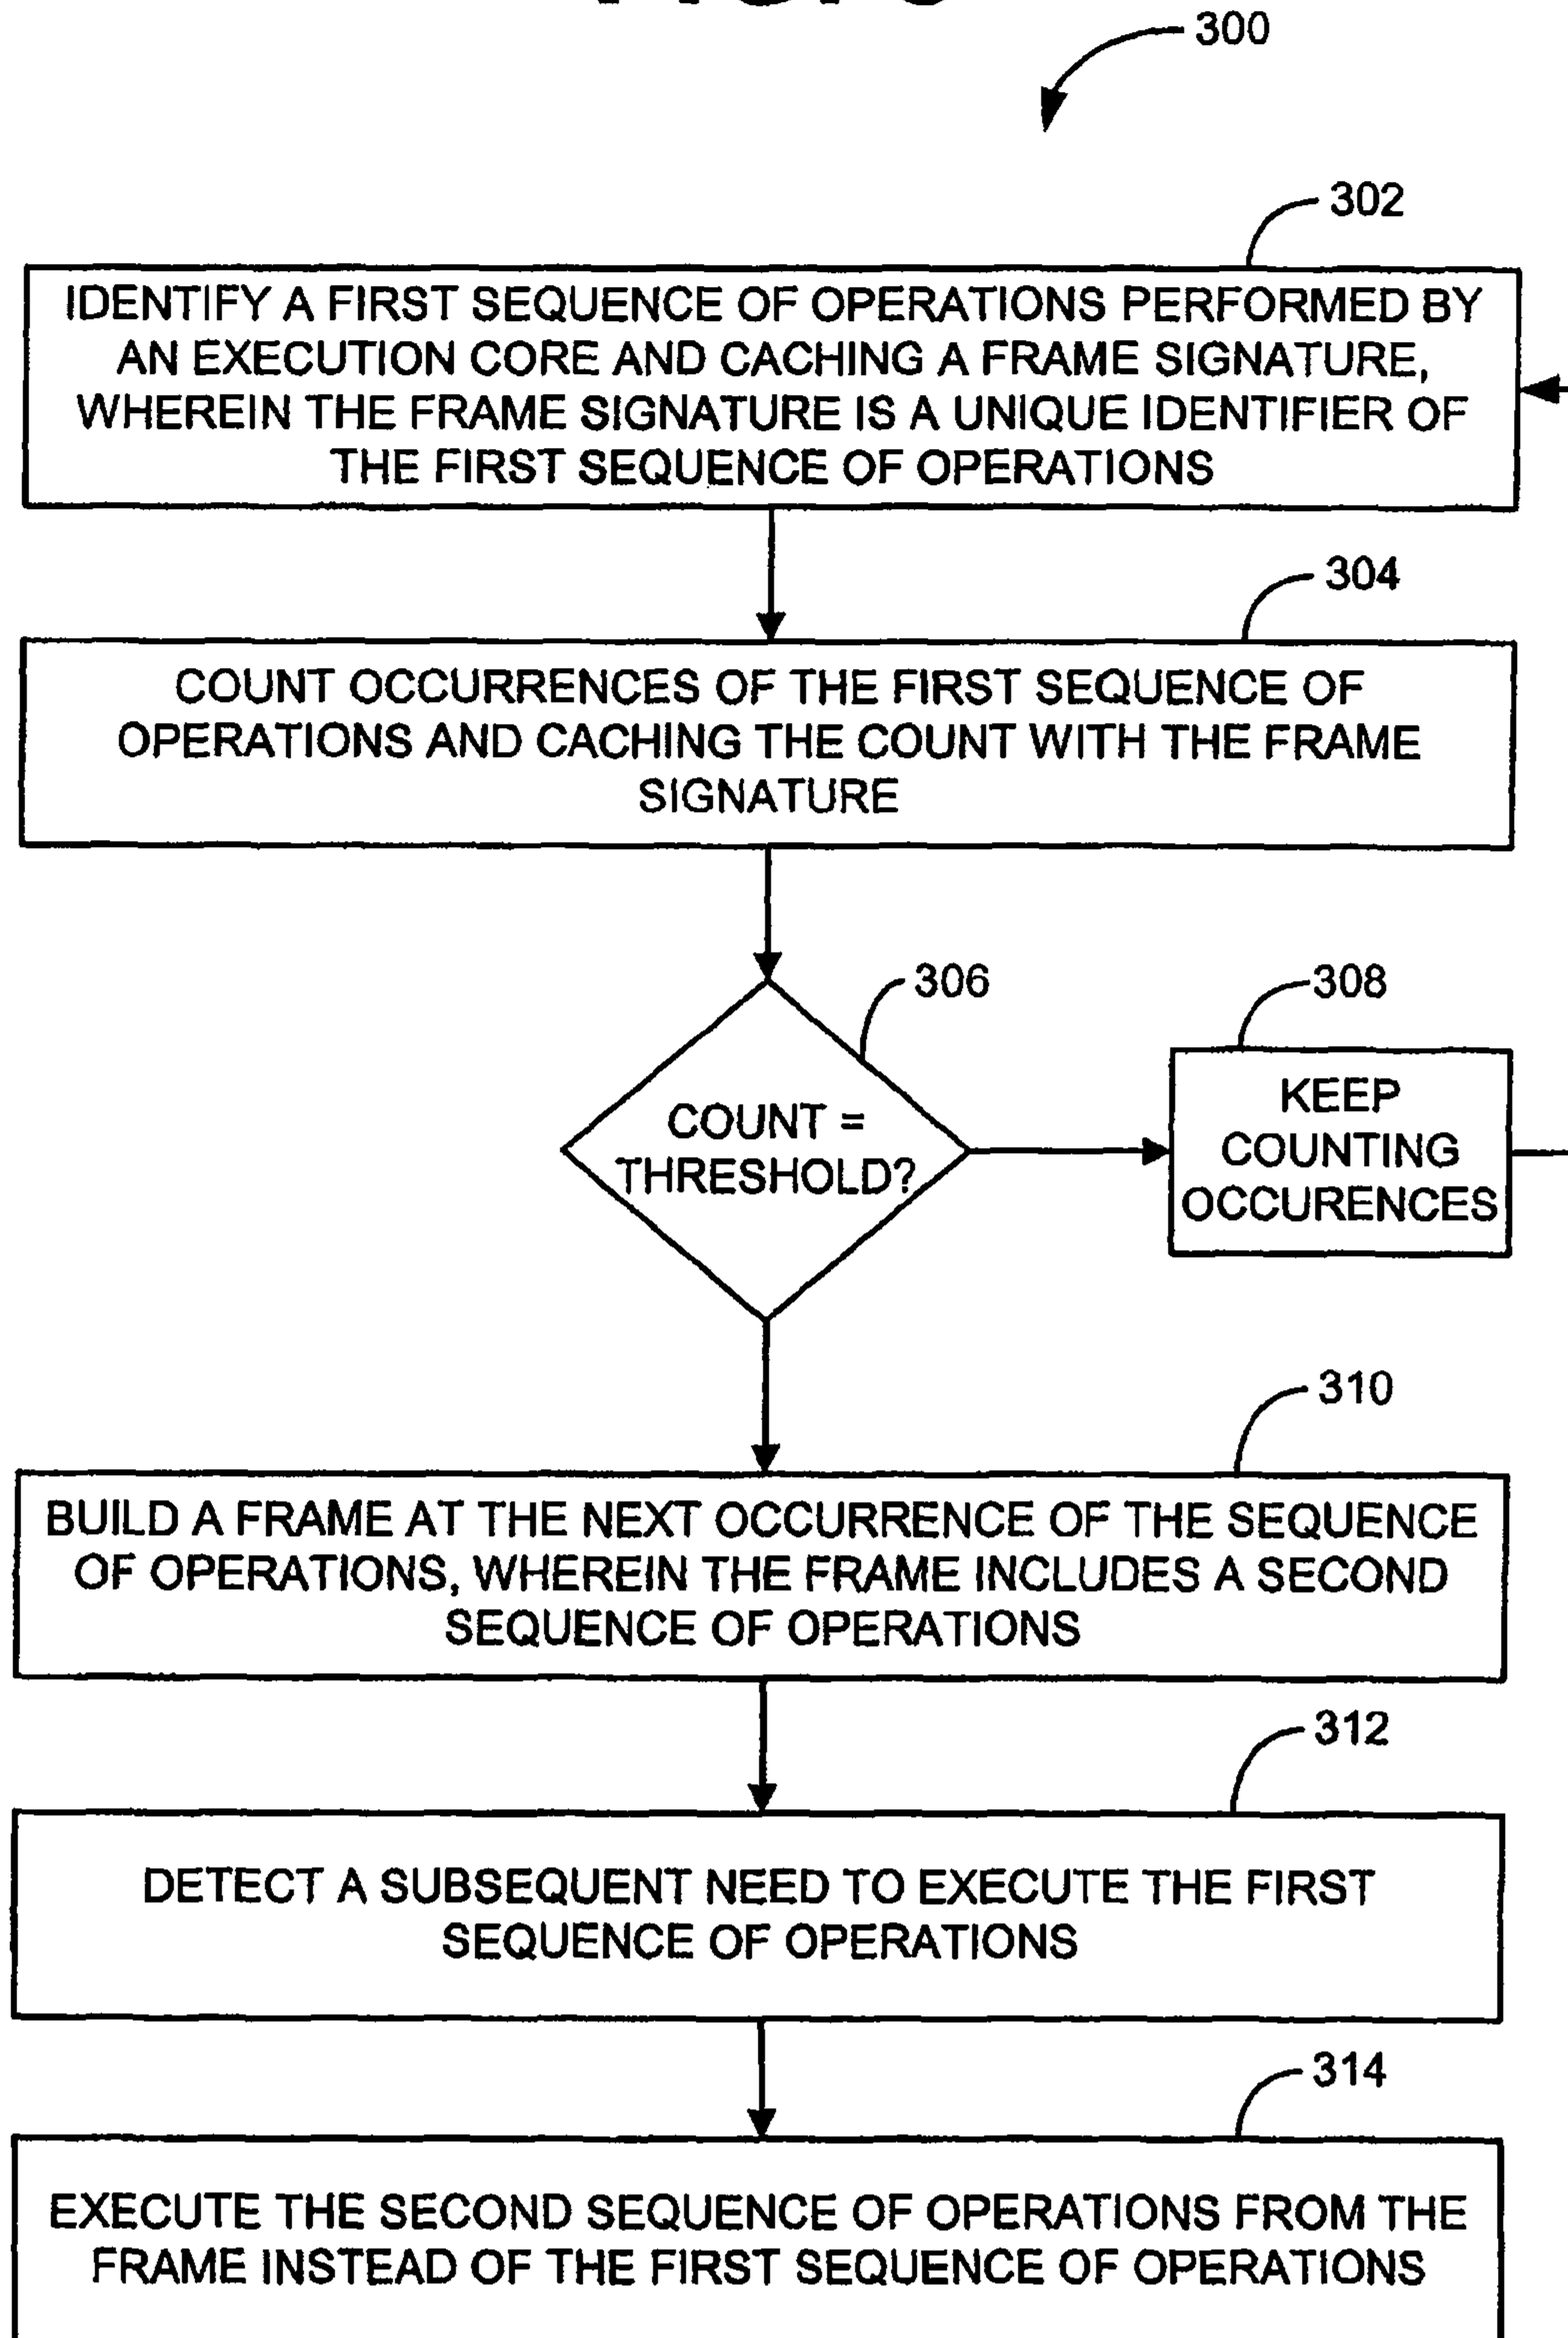 300
302
IDENTIFY A FIRST SEQUENCE OF OPERATIONS PERFORMED BY
AN EXECUTION CORE AND CACHING A FRAME SIGNATURE,
WHEREIN THE FRAME SIGNATURE IS A UNIQUE IDENTIFIER OF
THE FIRST SEQUENCE OF OPERATIONS
304
COUNT OCCURRENCES OF THE FIRST SEQUENCE OF
OPERATIONS AND CACHING THE COUNT WITH THE FRAME
SIGNATURE
306
COUNT =
THRESHOLD?
308
KEEP
COUNTING
OCCURENCES
310
BUILD A FRAME AT THE NEXT OCCURRENCE OF THE SEQUENCE
OF OPERATIONS, WHEREIN THE FRAME INCLUDES A SECOND
SEQUENCE OF OPERATIONS
312
DETECT A SUBSEQUENT NEED TO EXECUTE THE FIRST
SEQUENCE OF OPERATIONS
314
EXECUTE THE SECOND SEQUENCE OF OPERATIONS FROM THE
FRAME INSTEAD OF THE FIRST SEQUENCE OF OPERATIONS